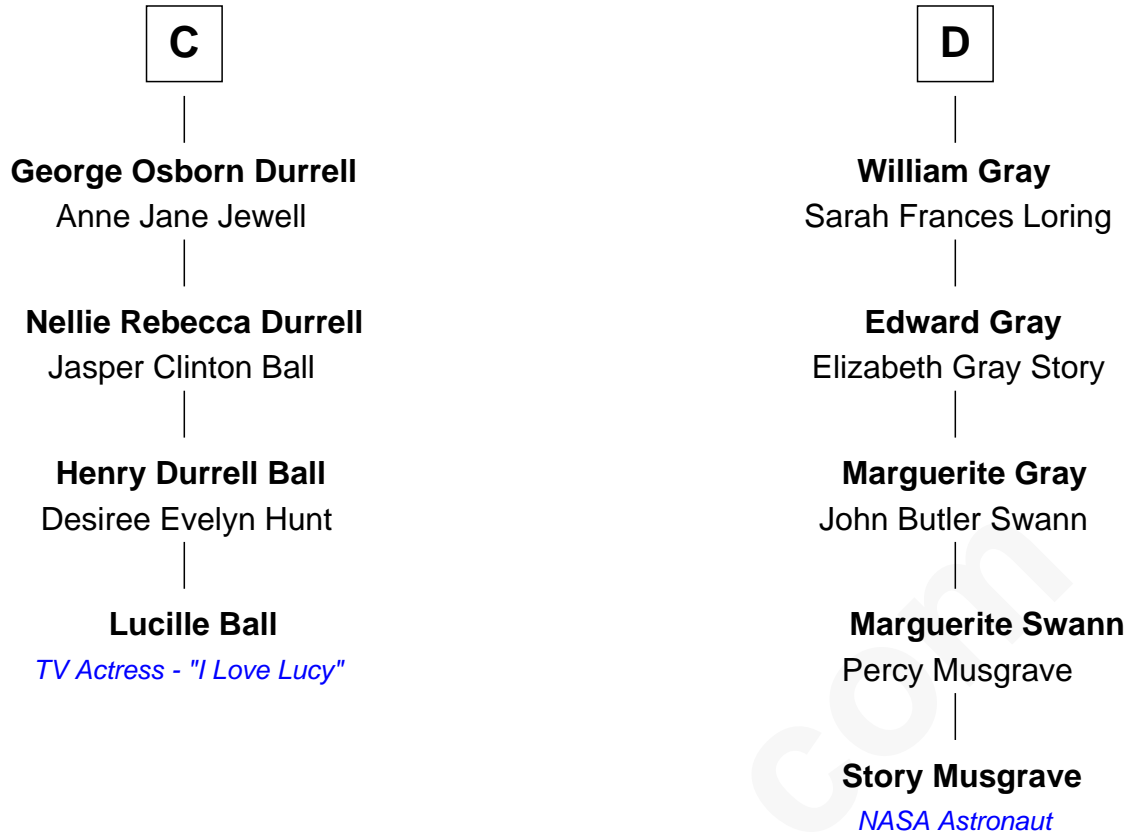 C
George Osborn Durrell
Anne Jane Jewell
Nellie Rebecca Durrell
Jasper Clinton Ball
Henry Durrell Ball
Desiree Evelyn Hunt
Lucille Ball
TV Actress - "I Love Lucy"
D
William Gray
Sarah Frances Loring
Edward Gray
Elizabeth Gray Story
Marguerite Gray
John Butler Swann
Marguerite Swann
Percy Musgrave
Story Musgrave
NASA Astronaut
com